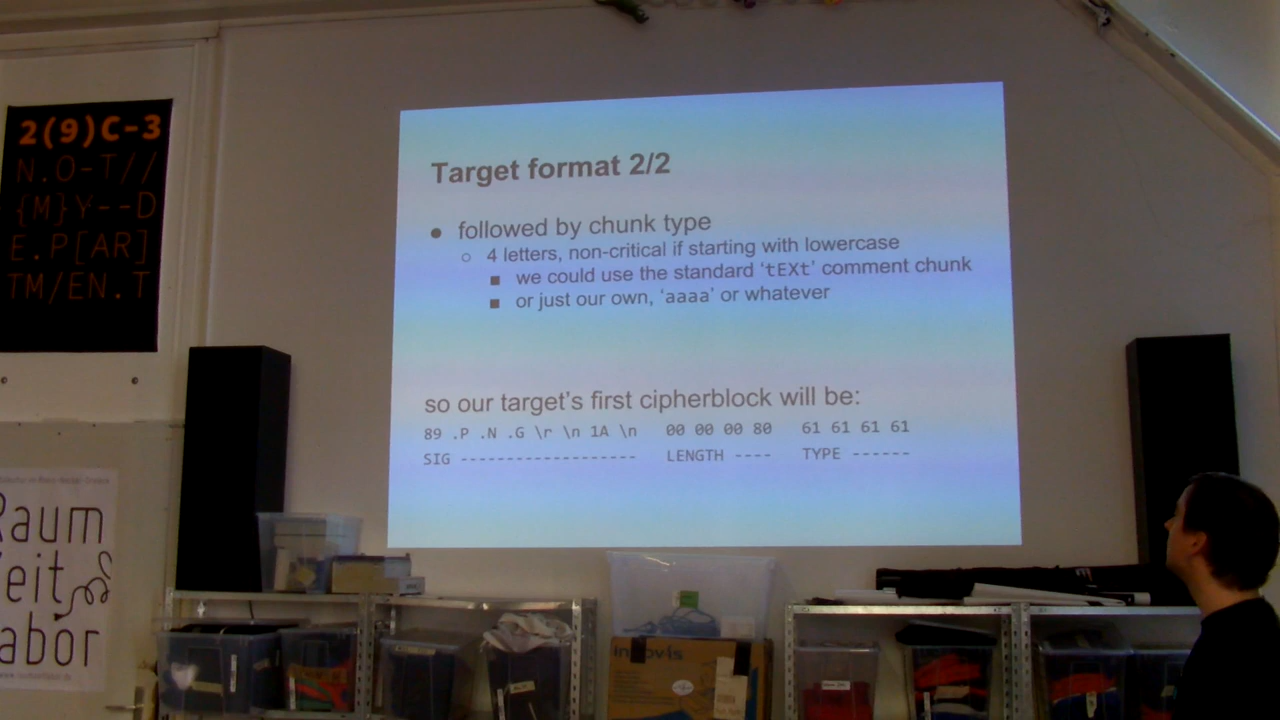 2(9)C-3
N.O-T//
{M}Y--D
E.P[AR]
TM/EN.T
Target format 2/2
● followed by chunk type
○ 4 letters, non-critical if starting with lowercase
■ we could use the standard ‘tEXt’ comment chunk
■ or just our own, ‘aaaa’ or whatever
so our target's first cipherblock will be:
89 .P .N .G \r \n 1A \n 00 00 00 80 61 61 61 61
SIG ------------------ LENGTH ---- TYPE ------
Raum
Zeit
Labor
innovis